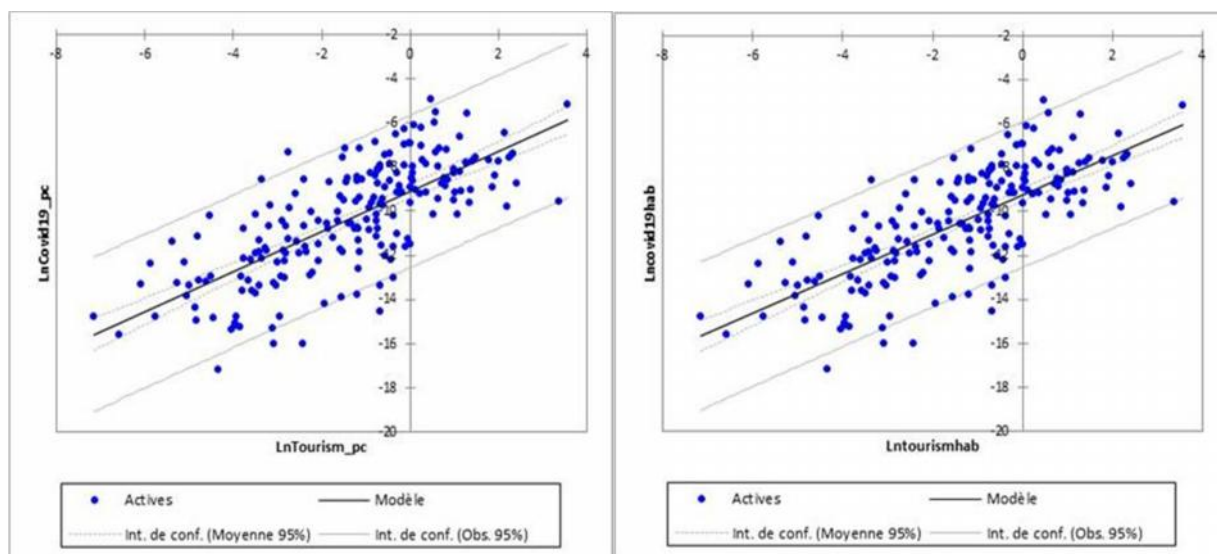 -8 -6 -4 -2 0 2 4
-2
-4
-6
-8
-10
-12
-14
-16
-18
-20
LnCovid19_pc
LnTourism_pc
Actives Modèle
Int. de conf. (Moyenne 95%) Int. de conf. (Obs. 95%)
-8 -6 -4 -2 0 2 4
-2
-4
-6
-8
-10
-12
-14
-16
-18
-20
Lncovid19hab
Lntourismhab
Actives Modèle
Int. de conf. (Moyenne 95%) Int. de conf. (Obs. 95%)